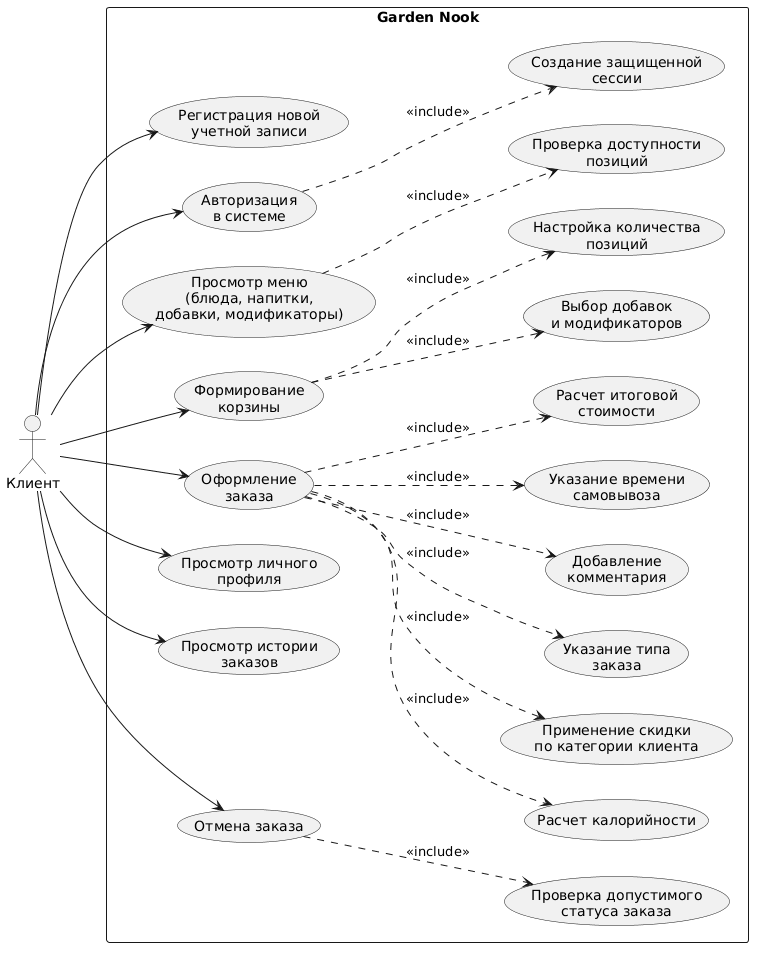 Garden Nook
Создание защищенной
сессии
«include»
Регистрация новой
учетной записи
Проверка доступности
позиций
«include»
Авторизация
в системе
Настройка количества
позиций
«include»
Просмотр меню
(блюда, напитки,
добавки, модификаторы)
Выбор добавок
и модификаторов
«include»
Формирование
корзины
Расчет итоговой
стоимости
«include»
Клиент
Оформление
заказа
«include»
Указание времени
самовывоза
«include»
Добавление
комментария
«include»
Просмотр личного
профиля
«include»
Указание типа
заказа
Просмотр истории
заказов
«include»
Применение скидки
по категории клиента
Расчет калорийности
Отмена заказа
«include»
Проверка допустимого
статуса заказа